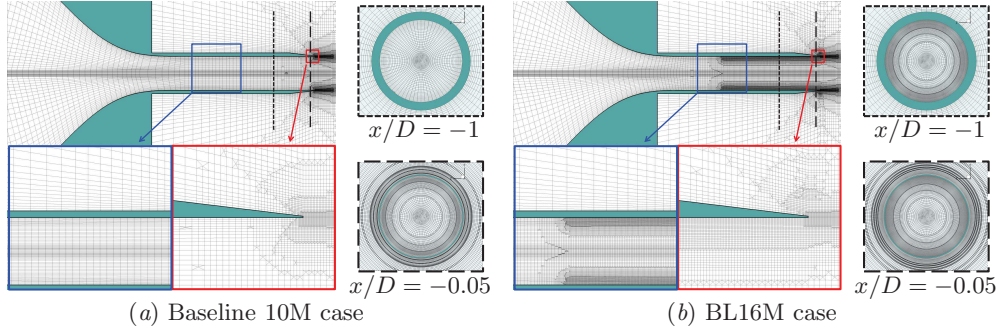 x/D = −1
x/D = −0.05
(a) Baseline 10M case
x/D = −1
x/D = −0.05
(b) BL16M case